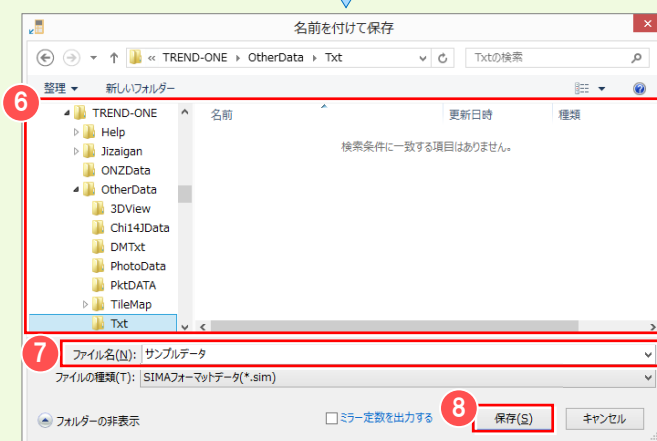 名前を付けて保存
« TREND-ONE ▸ OtherData ▸ Txt
Txtの検索
整理 ▼ 新しいフォルダー
6
TREND-ONE
Help
Jizaigan
ONZData
OtherData
3DView
Chi14JData
DMTxt
PhotoData
PktDATA
TileMap
Txt
名前 更新日時 種類
検索条件に一致する項目はありません。
7
ファイル名(N): サンプルデータ
ファイルの種類(T): SIMAフォーマットデータ(*.sim)
8
フォルダーの非表示
ミラー定数を出力する
保存(S)
キャンセル